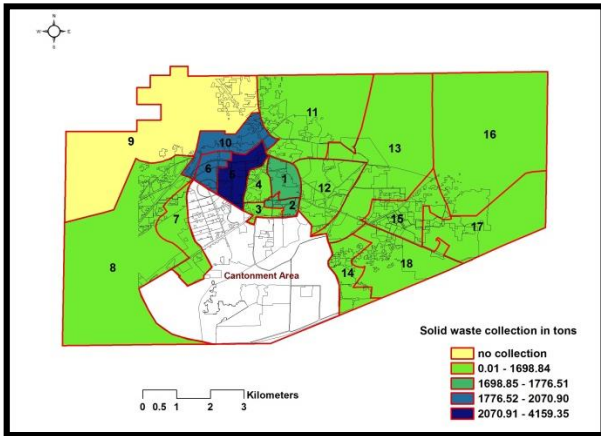 N
W E
S
11
9
10
13
16
6
5
1
4
12
2
3
7
15
17
8
18
14
Cantonment Area
Solid waste collection in tons
no collection
0.01 - 1698.84
1698.85 - 1776.51
1776.52 - 2070.90
2070.91 - 4159.35
Kilometers
0 0.5 1 2 3